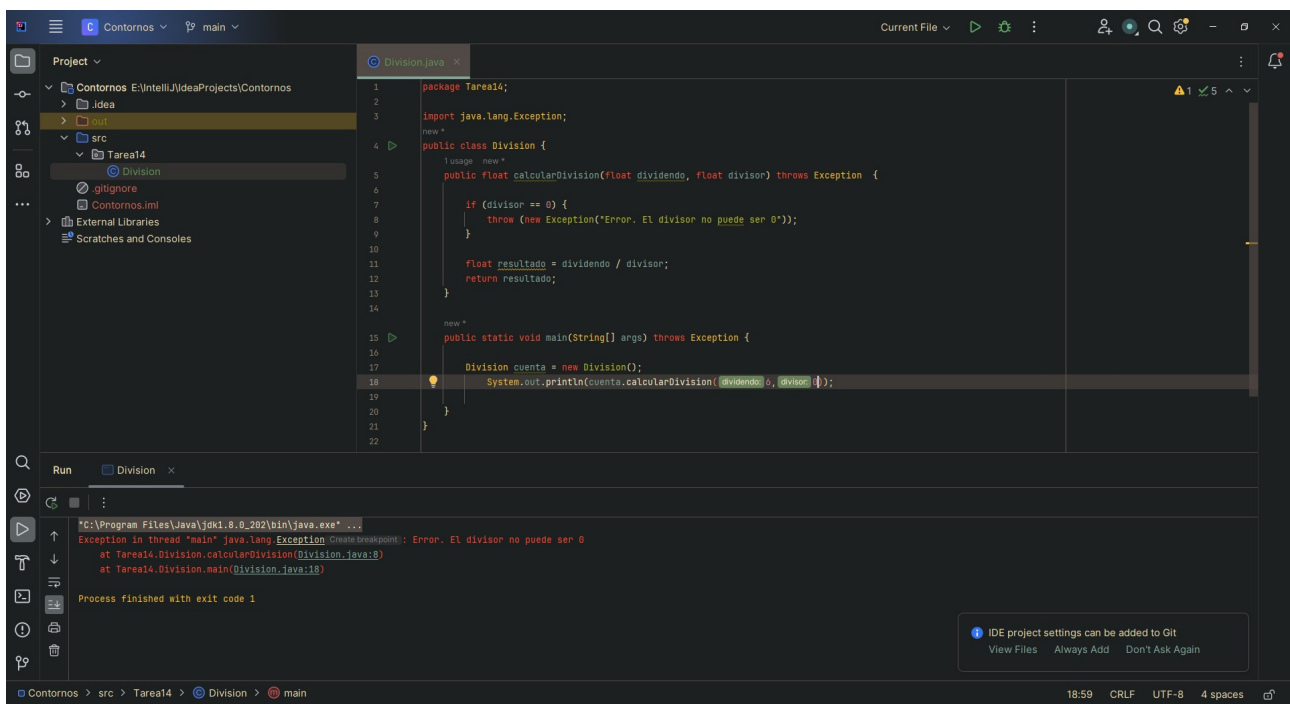 C Contornos main Current File
Project
Division.java
Contornos E:\IntelliJ\IdeaProjects\Contornos
.idea
out
src
Tarea14
Division
.gitignore
Contornos.iml
External Libraries
Scratches and Consoles
1 package Tarea14;
2
3 import java.lang.Exception;
new *
4 public class Division {
1 usage new *
5 public float calcularDivision(float dividendo, float divisor) throws Exception {
6
7 if (divisor == 0) {
8 throw (new Exception("Error. El divisor no puede ser 0"));
9 }
10
11 float resultado = dividendo / divisor;
12 return resultado;
13 }
14
new *
15 public static void main(String[] args) throws Exception {
16
17 Division cuenta = new Division();
18 System.out.println(cuenta.calcularDivision( dividendo: 6, divisor: 0));
19
20 }
21 }
22
1 5
Run Division
"C:\Program Files\Java\jdk1.8.0_202\bin\java.exe" ...
Exception in thread "main" java.lang.Exception Create breakpoint : Error. El divisor no puede ser 0
at Tarea14.Division.calcularDivision(Division.java:8)
at Tarea14.Division.main(Division.java:18)
Process finished with exit code 1
IDE project settings can be added to Git
View Files Always Add Don't Ask Again
Contornos > src > Tarea14 > Division > main 18:59 CRLF UTF-8 4 spaces